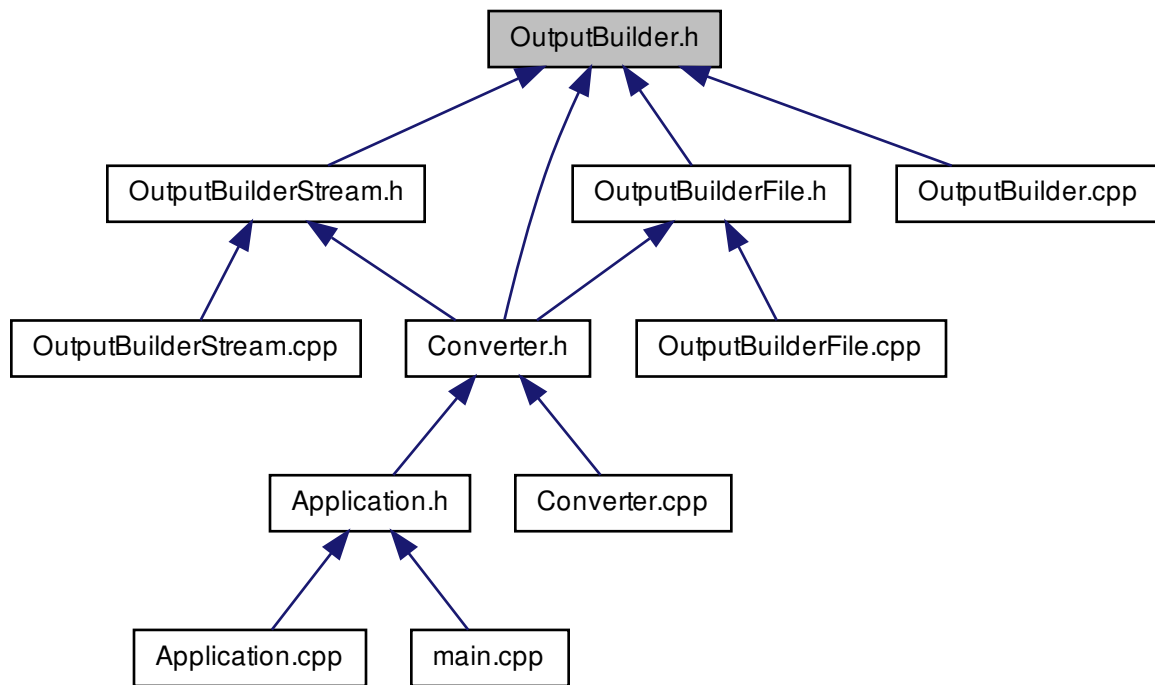 OutputBuilder.h
OutputBuilderStream.h
OutputBuilderFile.h
OutputBuilder.cpp
OutputBuilderStream.cpp
Converter.h
OutputBuilderFile.cpp
Application.h
Converter.cpp
Application.cpp
main.cpp